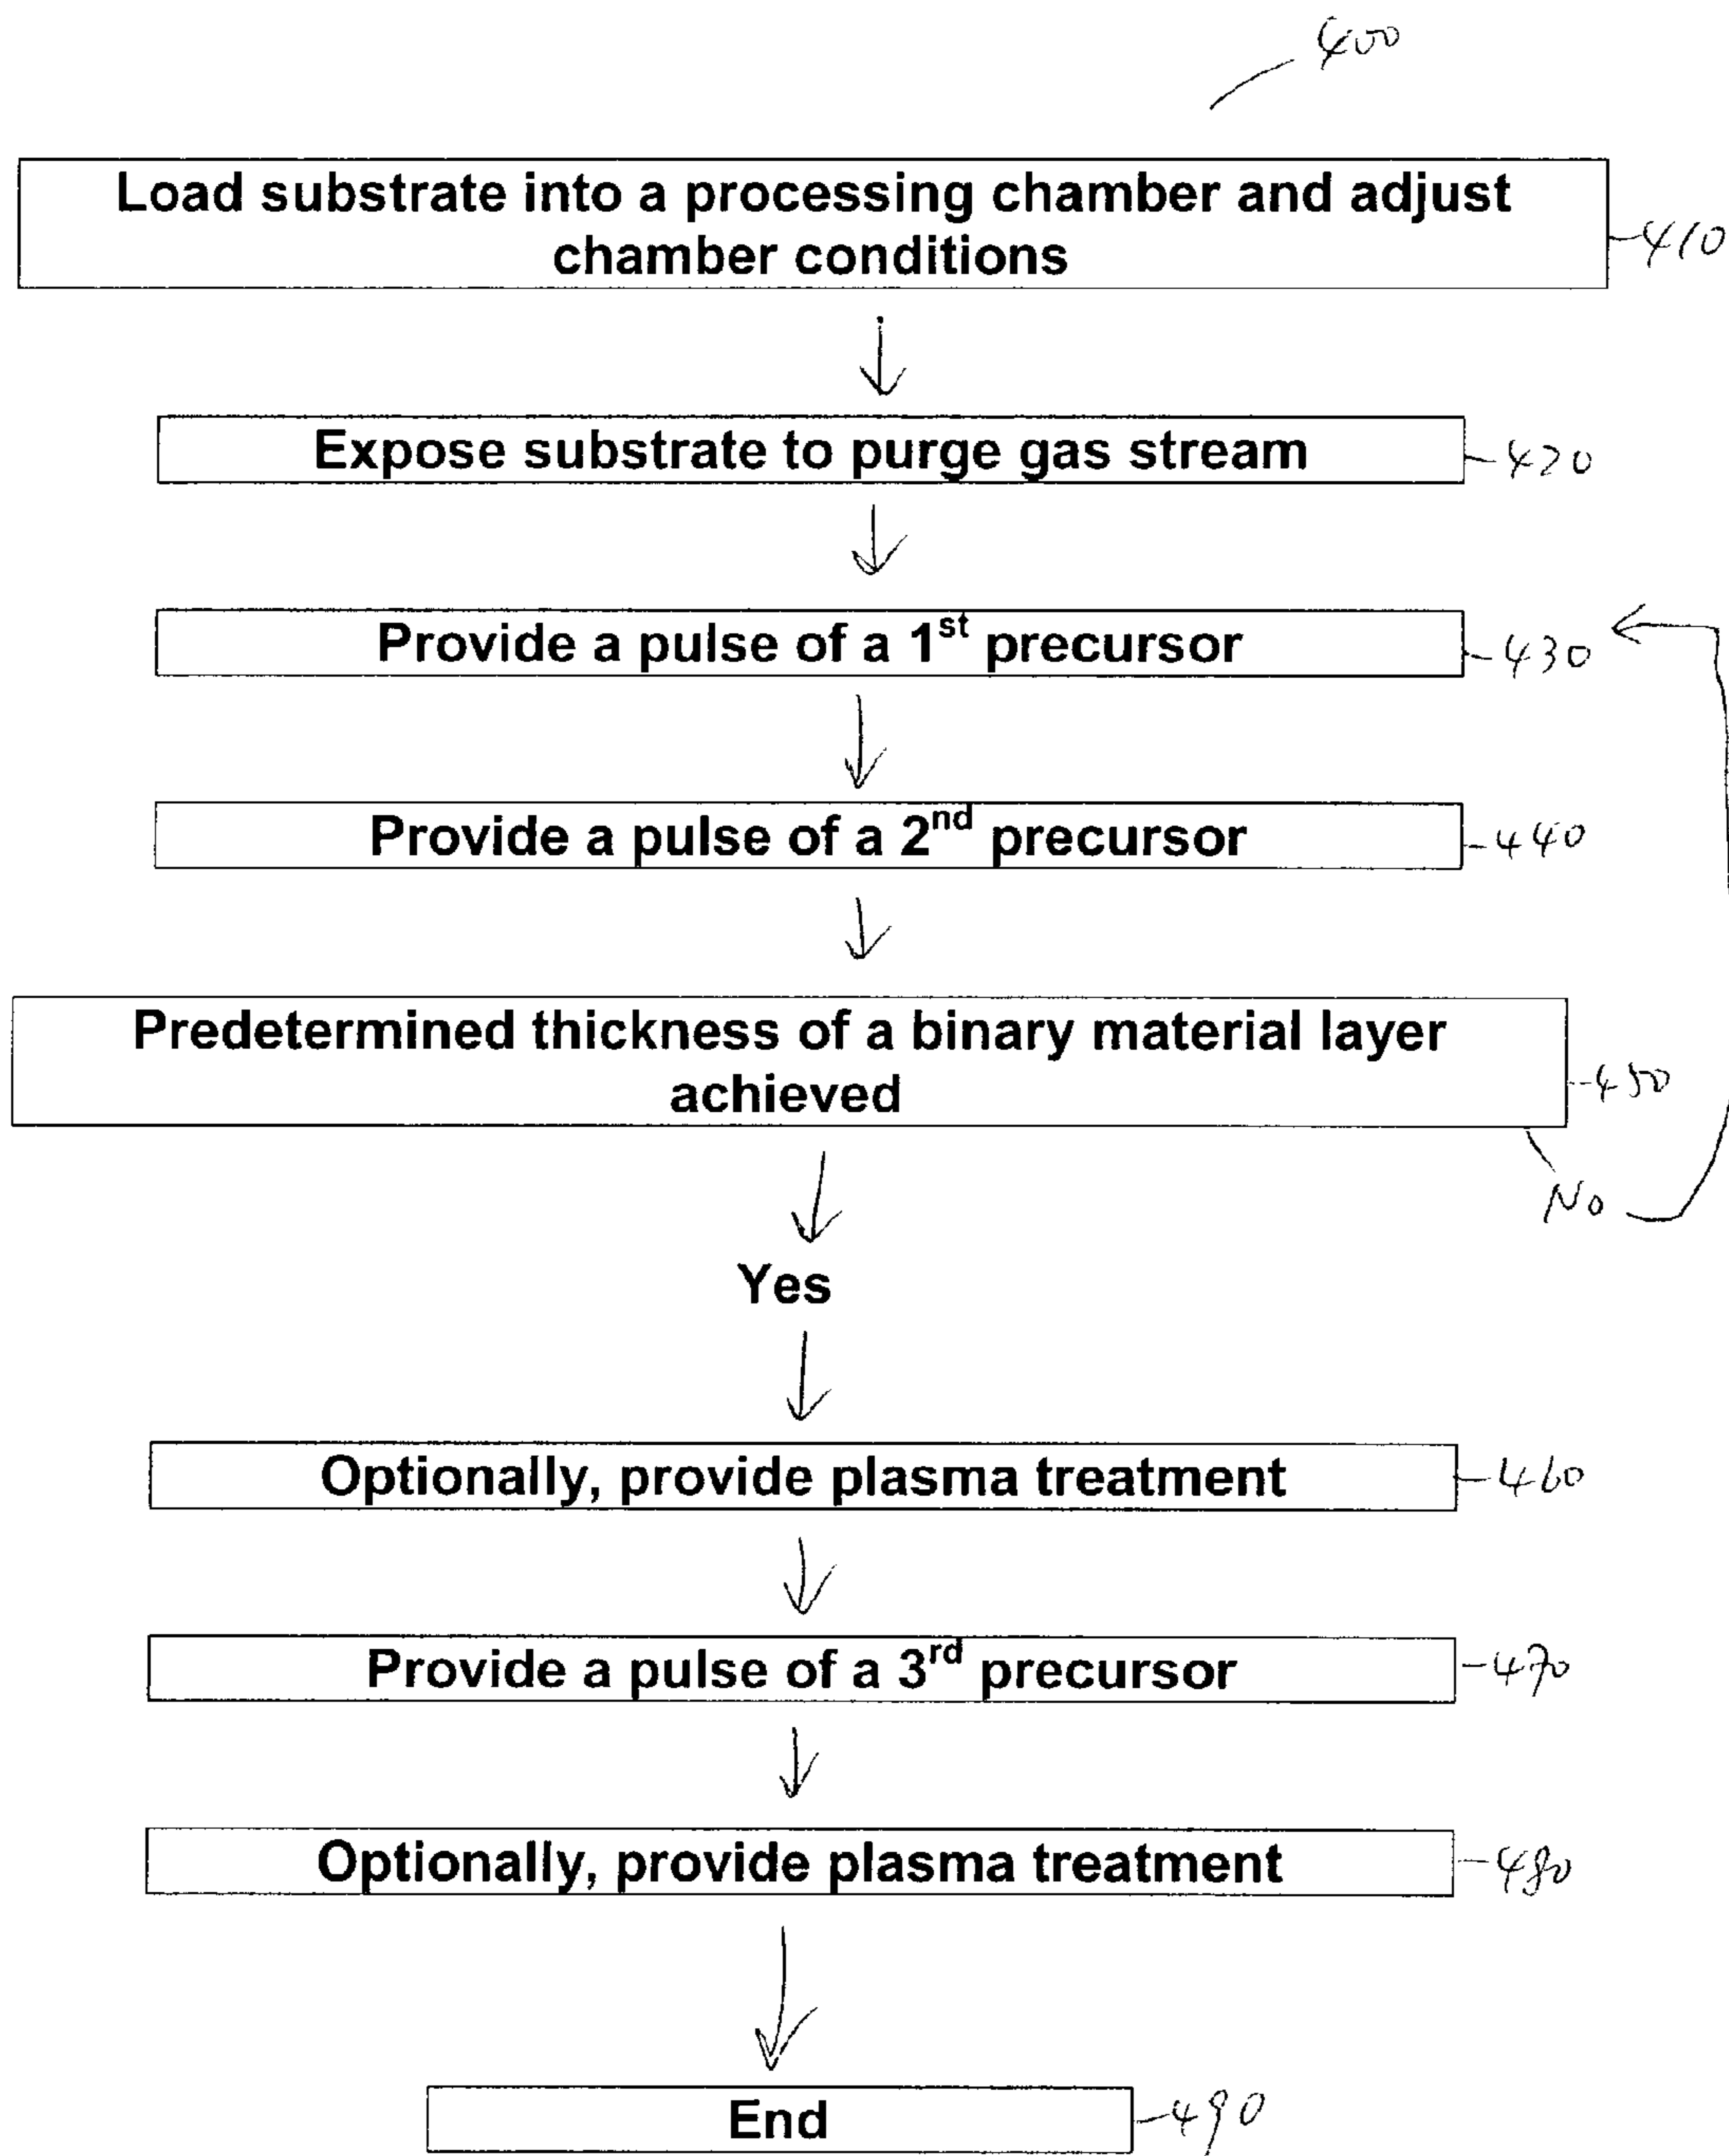 400
Load substrate into a processing chamber and adjust
chamber conditions
410
Expose substrate to purge gas stream
420
Provide a pulse of a 1st precursor
430
Provide a pulse of a 2nd precursor
440
Predetermined thickness of a binary material layer
achieved
450
No
Yes
Optionally, provide plasma treatment
460
Provide a pulse of a 3rd precursor
470
Optionally, provide plasma treatment
480
End
490